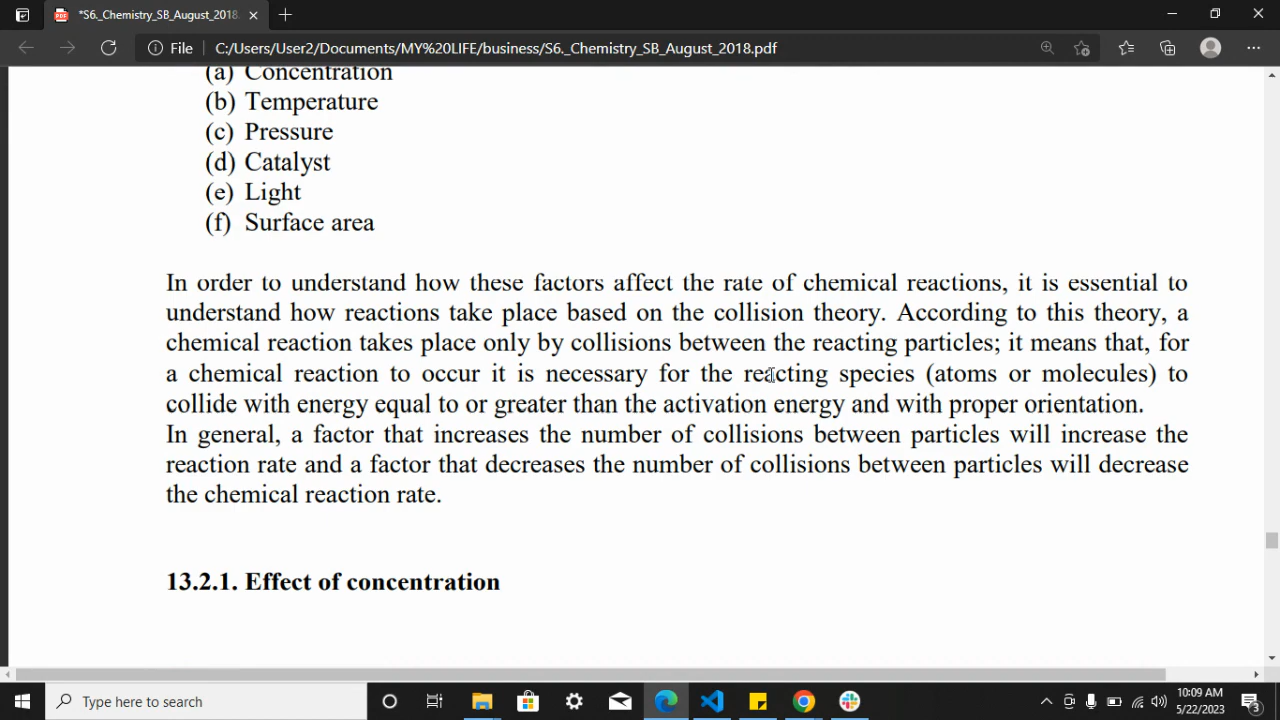 *S6._Chemistry_SB_August_2018.
File
C:/Users/User2/Documents/MY%20LIFE/business/S6._Chemistry_SB_August_2018.pdf
(a) Concentration
(b) Temperature
(c) Pressure
(d) Catalyst
(e) Light
(f) Surface area
In order to understand how these factors affect the rate of chemical reactions, it is essential to
understand how reactions take place based on the collision theory. According to this theory, a
chemical reaction takes place only by collisions between the reacting particles; it means that, for
a chemical reaction to occur it is necessary for the reacting species (atoms or molecules) to
collide with energy equal to or greater than the activation energy and with proper orientation.
In general, a factor that increases the number of collisions between particles will increase the
reaction rate and a factor that decreases the number of collisions between particles will decrease
the chemical reaction rate.
13.2.1. Effect of concentration
Type here to search
10:09 AM
5/22/2023
3